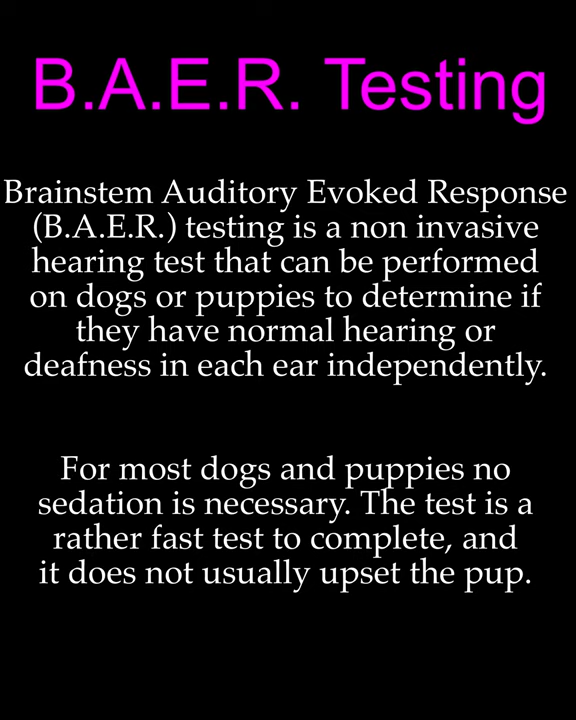 B.A.E.R. Testing
Brainstem Auditory Evoked Response
(B.A.E.R.) testing is a non invasive
hearing test that can be performed
on dogs or puppies to determine if
they have normal hearing or
deafness in each ear independently.
For most dogs and puppies no
sedation is necessary. The test is a
rather fast test to complete, and
it does not usually upset the pup.